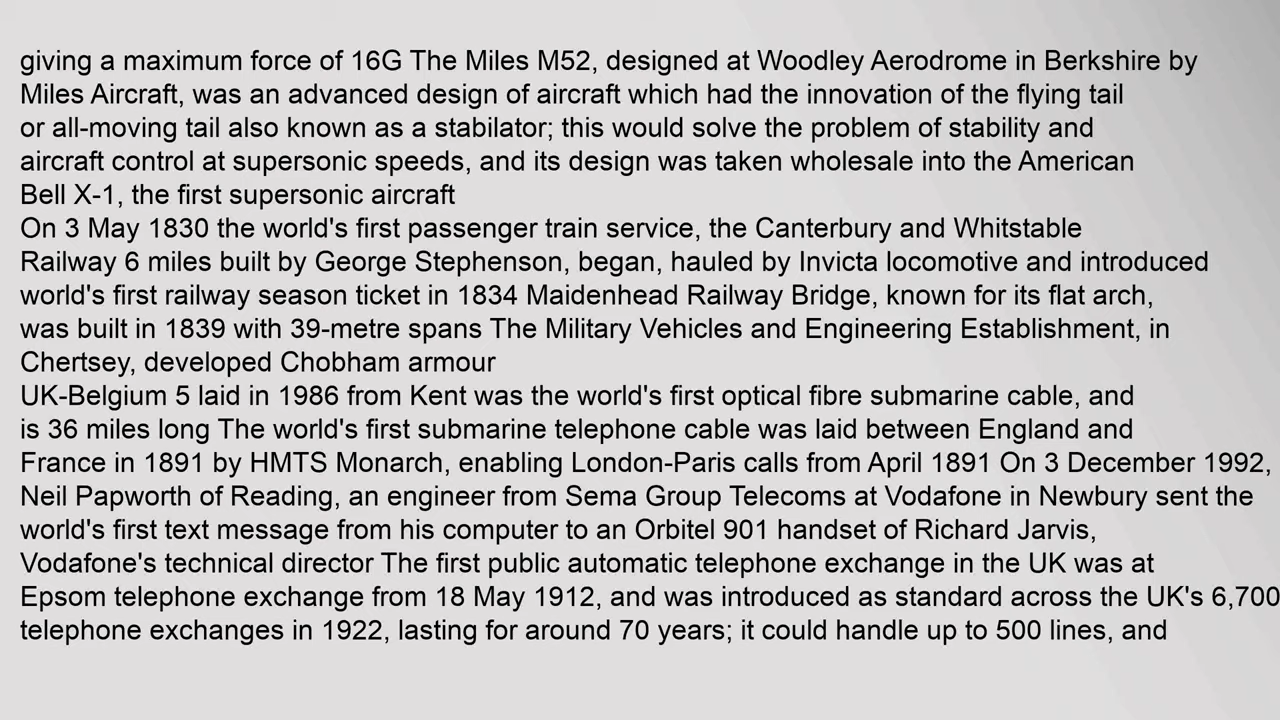 giving a maximum force of 16G The Miles M52, designed at Woodley Aerodrome in Berkshire by
Miles Aircraft, was an advanced design of aircraft which had the innovation of the flying tail
or all-moving tail also known as a stabilator; this would solve the problem of stability and
aircraft control at supersonic speeds, and its design was taken wholesale into the American
Bell X-1, the first supersonic aircraft
On 3 May 1830 the world's first passenger train service, the Canterbury and Whitstable
Railway 6 miles built by George Stephenson, began, hauled by Invicta locomotive and introduced
world's first railway season ticket in 1834 Maidenhead Railway Bridge, known for its flat arch,
was built in 1839 with 39-metre spans The Military Vehicles and Engineering Establishment, in
Chertsey, developed Chobham armour
UK-Belgium 5 laid in 1986 from Kent was the world's first optical fibre submarine cable, and
is 36 miles long The world's first submarine telephone cable was laid between England and
France in 1891 by HMTS Monarch, enabling London-Paris calls from April 1891 On 3 December 1992,
Neil Papworth of Reading, an engineer from Sema Group Telecoms at Vodafone in Newbury sent the
world's first text message from his computer to an Orbitel 901 handset of Richard Jarvis,
Vodafone's technical director The first public automatic telephone exchange in the UK was at
Epsom telephone exchange from 18 May 1912, and was introduced as standard across the UK's 6,700
telephone exchanges in 1922, lasting for around 70 years; it could handle up to 500 lines, and